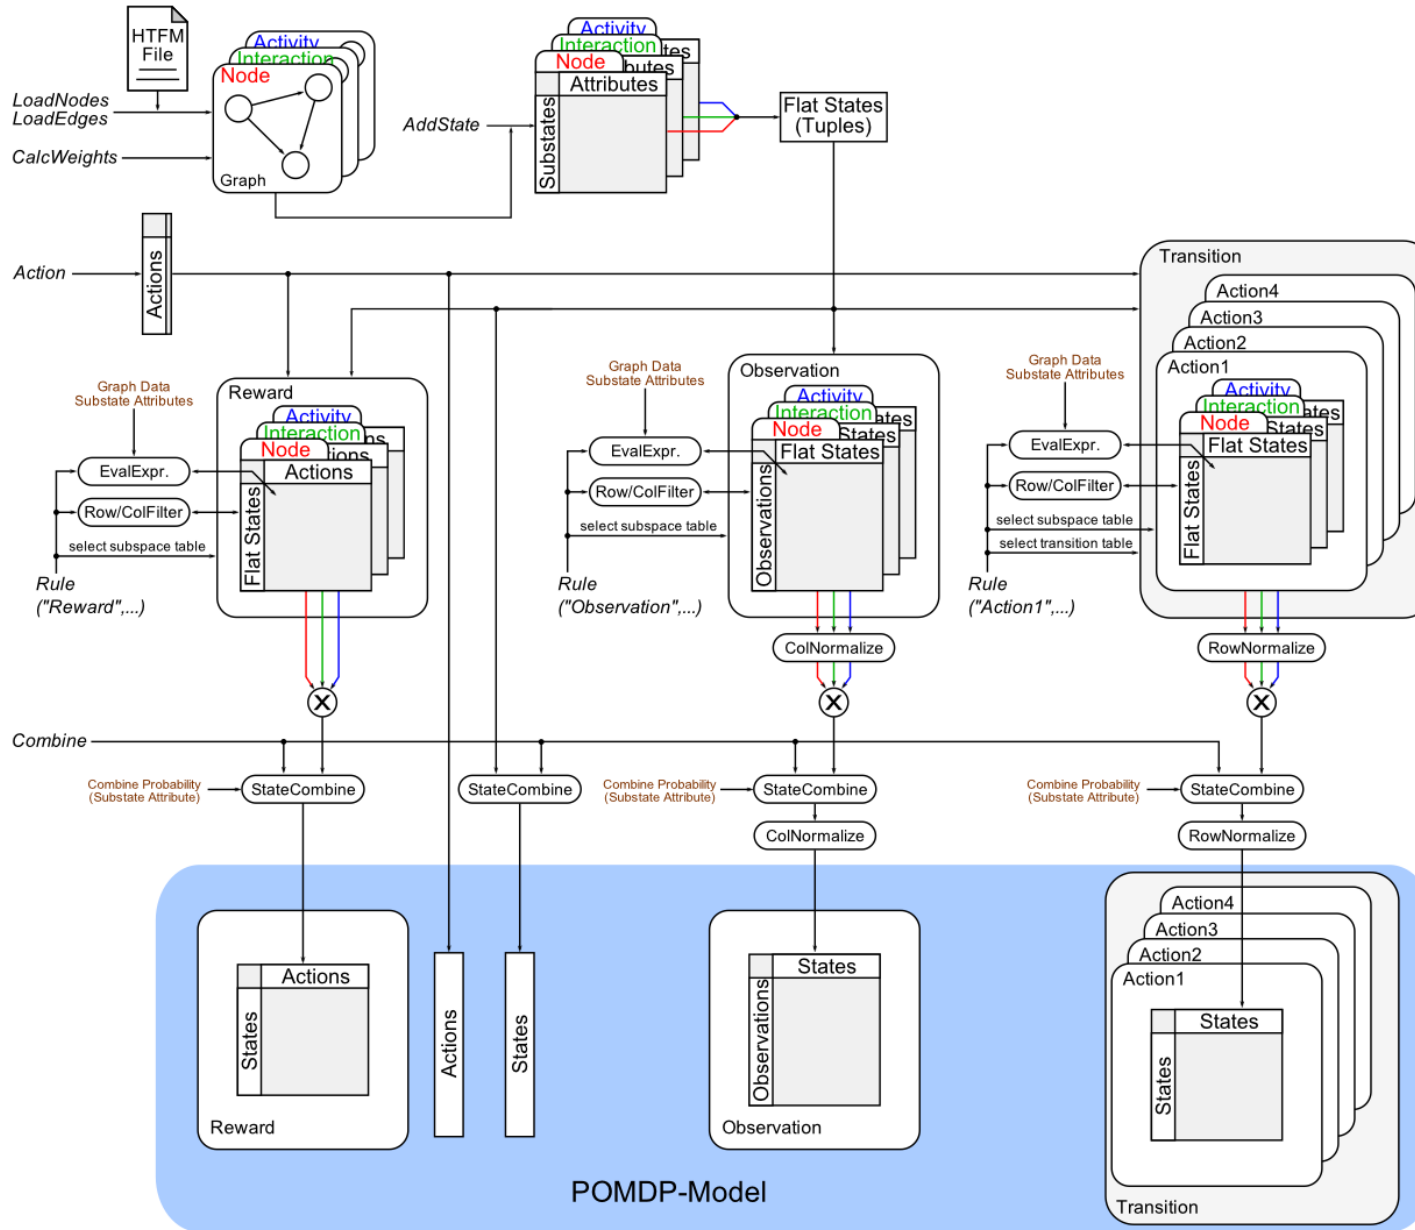 HTFM
File
Activity
Interaction
Node
Graph
LoadNodes
LoadEdges
CalcWeights
AddState
Activity
Interaction
Node
Attributes
Substates
Flat States
(Tuples)
Action
Actions
Transition
Action4
Action3
Action2
Action1
Graph Data
Substate Attributes
Reward
Activity
Interaction
Node
Actions
Flat States
EvalExpr.
Row/ColFilter
select subspace table
Rule
("Reward",...)
Graph Data
Substate Attributes
Observation
Activity
Interaction
Node
States
Flat States
Observations
EvalExpr.
Row/ColFilter
select subspace table
Rule
("Observation",...)
Graph Data
Substate Attributes
Activity
Interaction
Node
States
Flat States
Flat States
EvalExpr.
Row/ColFilter
select subspace table
select transition table
Rule
("Action1",...)
ColNormalize
RowNormalize
X
X
X
Combine
Combine Probability
(Substate Attribute)
StateCombine
StateCombine
Combine Probability
(Substate Attribute)
StateCombine
Combine Probability
(Substate Attribute)
StateCombine
ColNormalize
RowNormalize
Actions
States
Reward
Actions
States
States
Observations
Observation
Action4
Action3
Action2
Action1
States
States
Transition
POMDP-Model